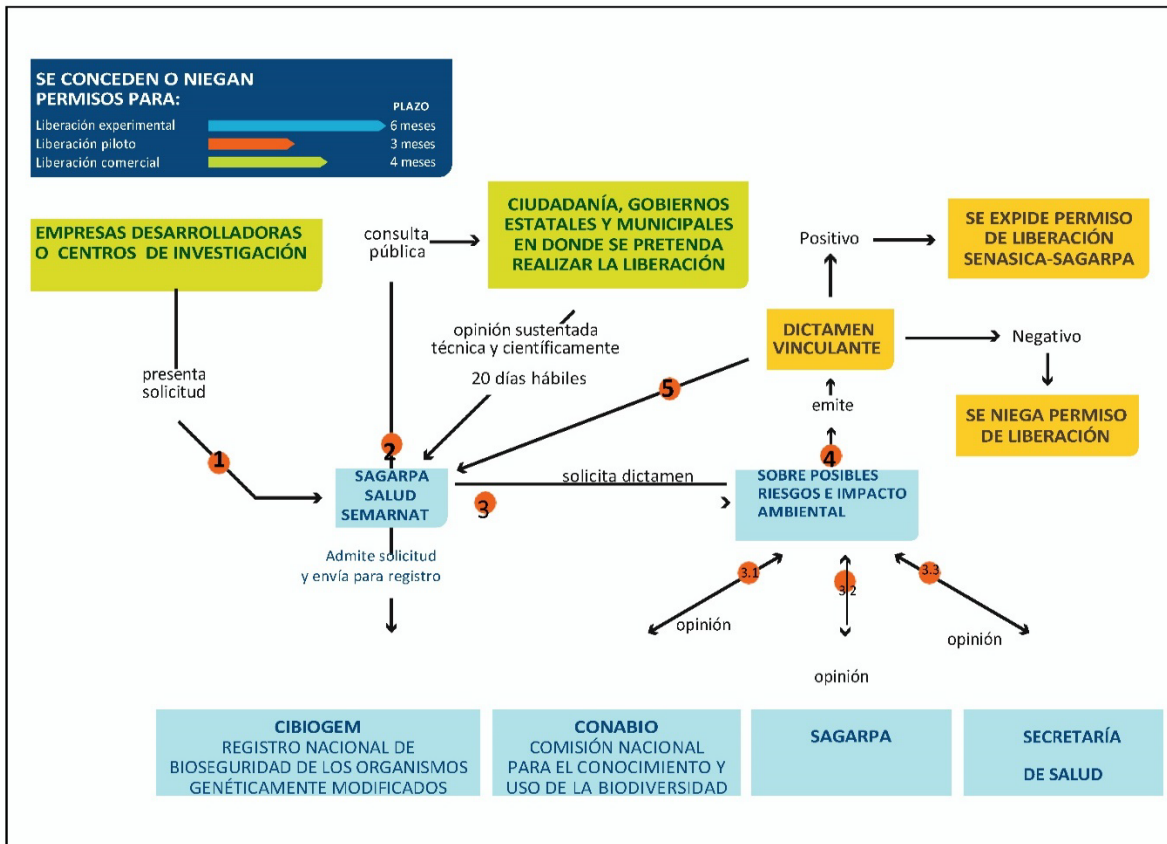 SE CONCEDEN O NIEGAN
PERMISOS PARA:
PLAZO
Liberación experimental 6 meses
Liberación piloto 3 meses
Liberación comercial 4 meses
EMPRESAS DESARROLLADORAS
O CENTROS DE INVESTIGACIÓN
consulta
pública
CIUDADANÍA, GOBIERNOS
ESTATALES Y MUNICIPALES
EN DONDE SE PRETENDA
REALIZAR LA LIBERACIÓN
Positivo
SE EXPIDE PERMISO
DE LIBERACIÓN
SENASICA-SAGARPA
opinión sustentada
técnica y científicamente
20 días hábiles
DICTAMEN
VINCULANTE
Negativo
presenta
solicitud
5
emite
SE NIEGA PERMISO
DE LIBERACIÓN
1
2
4
SAGARPA
SALUD
SEMARNAT
solicita dictamen
3
SOBRE POSIBLES
RIESGOS E IMPACTO
AMBIENTAL
Admite solicitud
y envía para registro
3.1
3.2
3.3
opinión
opinión
opinión
CIBIOGEM
REGISTRO NACIONAL DE
BIOSEGURIDAD DE LOS ORGANISMOS
GENÉTICAMENTE MODIFICADOS
CONABIO
COMISIÓN NACIONAL
PARA EL CONOCIMIENTO Y
USO DE LA BIODIVERSIDAD
SAGARPA
SECRETARÍA
DE SALUD